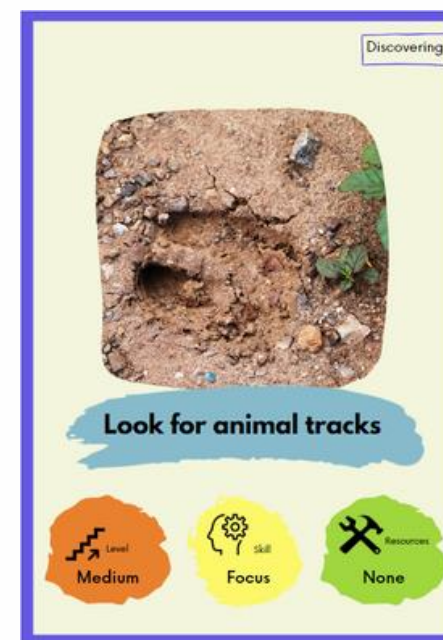 Discovering
Look for animal tracks
Level
Medium
Skill
Focus
Resources
None